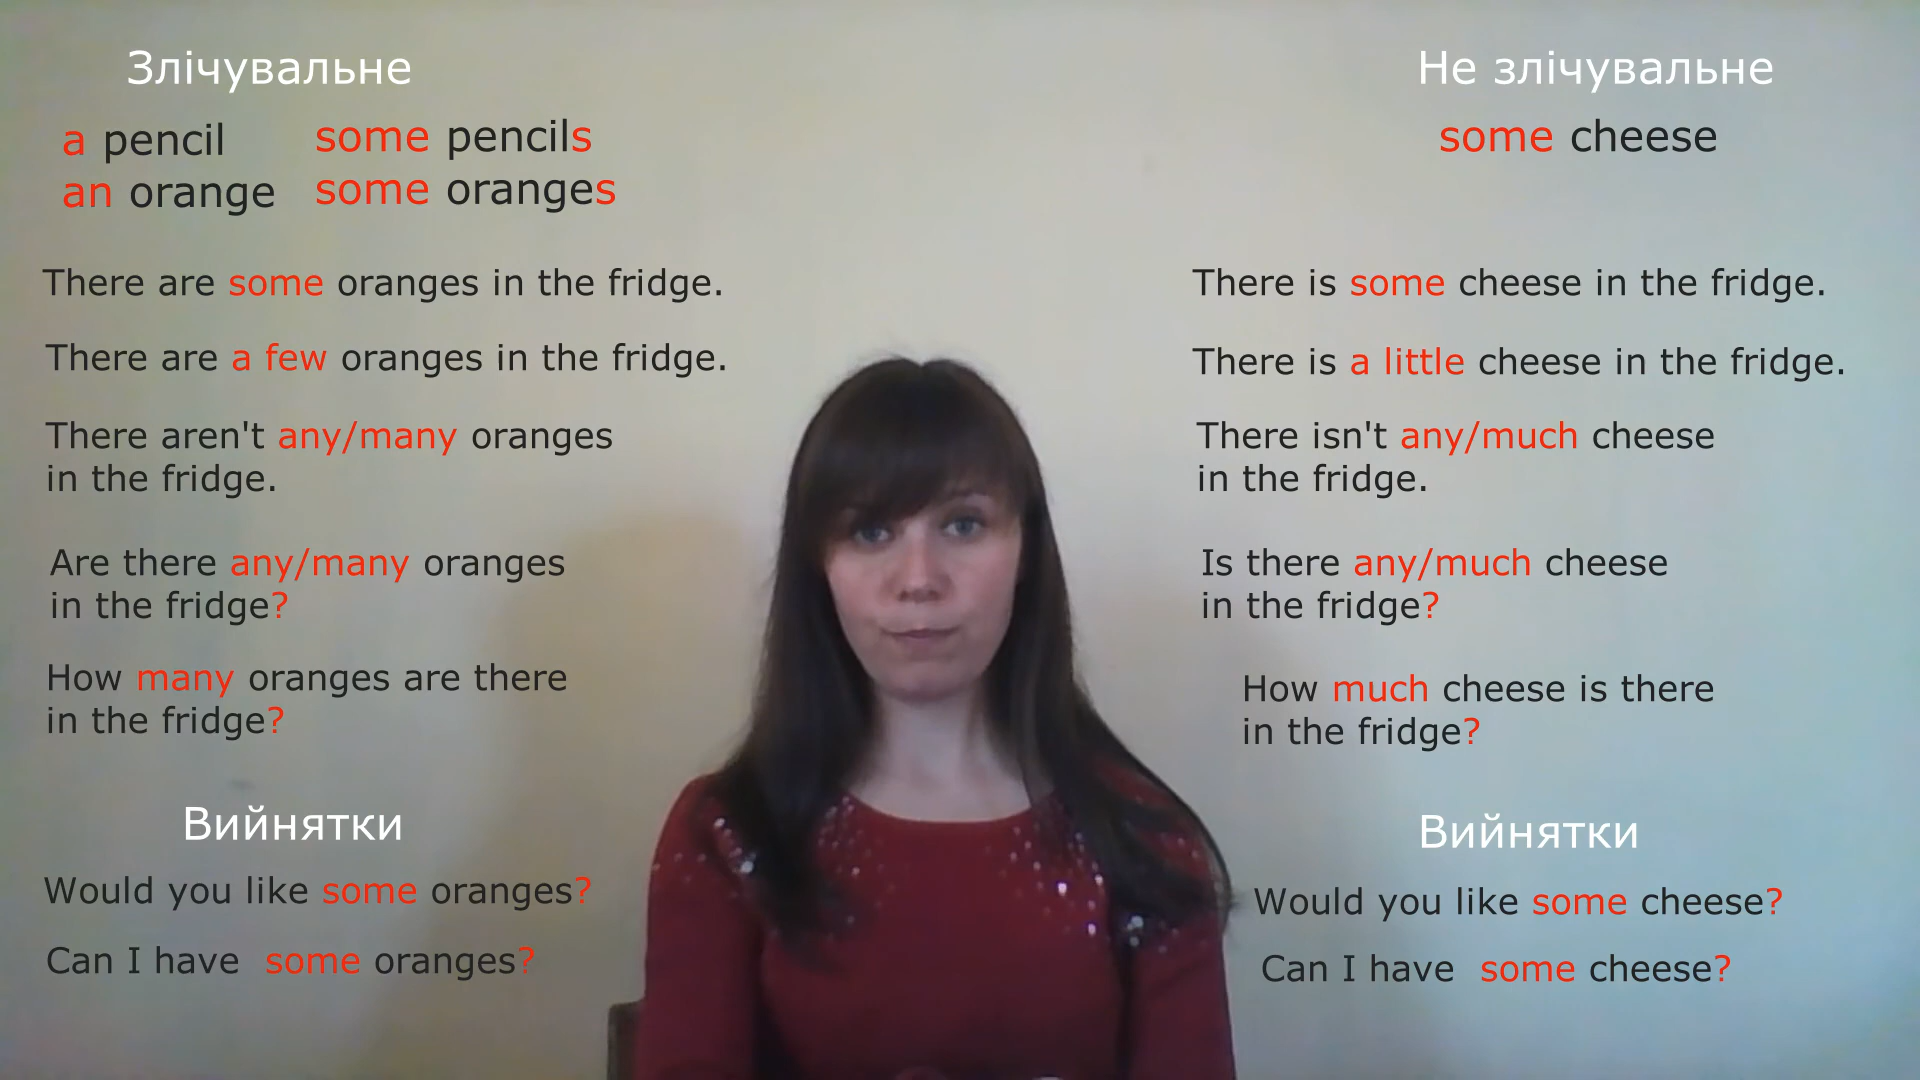 Злічувальне
a pencil some pencils
an orange some oranges
There are some oranges in the fridge.
There are a few oranges in the fridge.
There aren't any/many oranges
in the fridge.
Are there any/many oranges
in the fridge?
How many oranges are there
in the fridge?
Вийнятки
Would you like some oranges?
Can I have some oranges?
Не злічувальне
some cheese
There is some cheese in the fridge.
There is a little cheese in the fridge.
There isn't any/much cheese
in the fridge.
Is there any/much cheese
in the fridge?
How much cheese is there
in the fridge?
Вийнятки
Would you like some cheese?
Can I have some cheese?